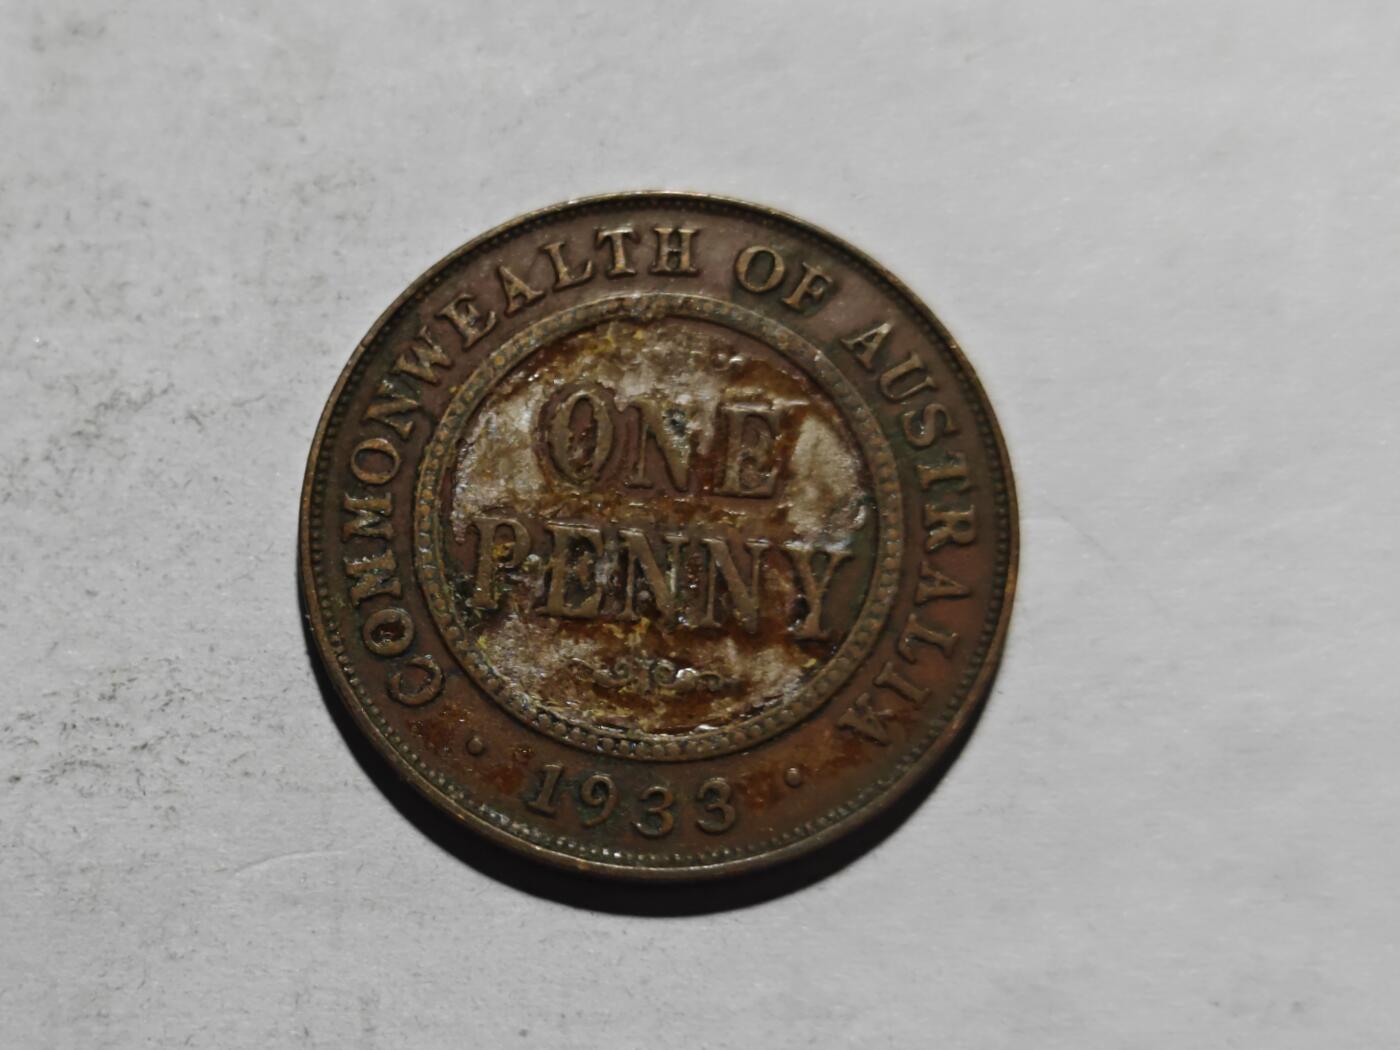 COMMONWEALTH OF AUSTRALIA
ONE
PENNY
· 1933 ·